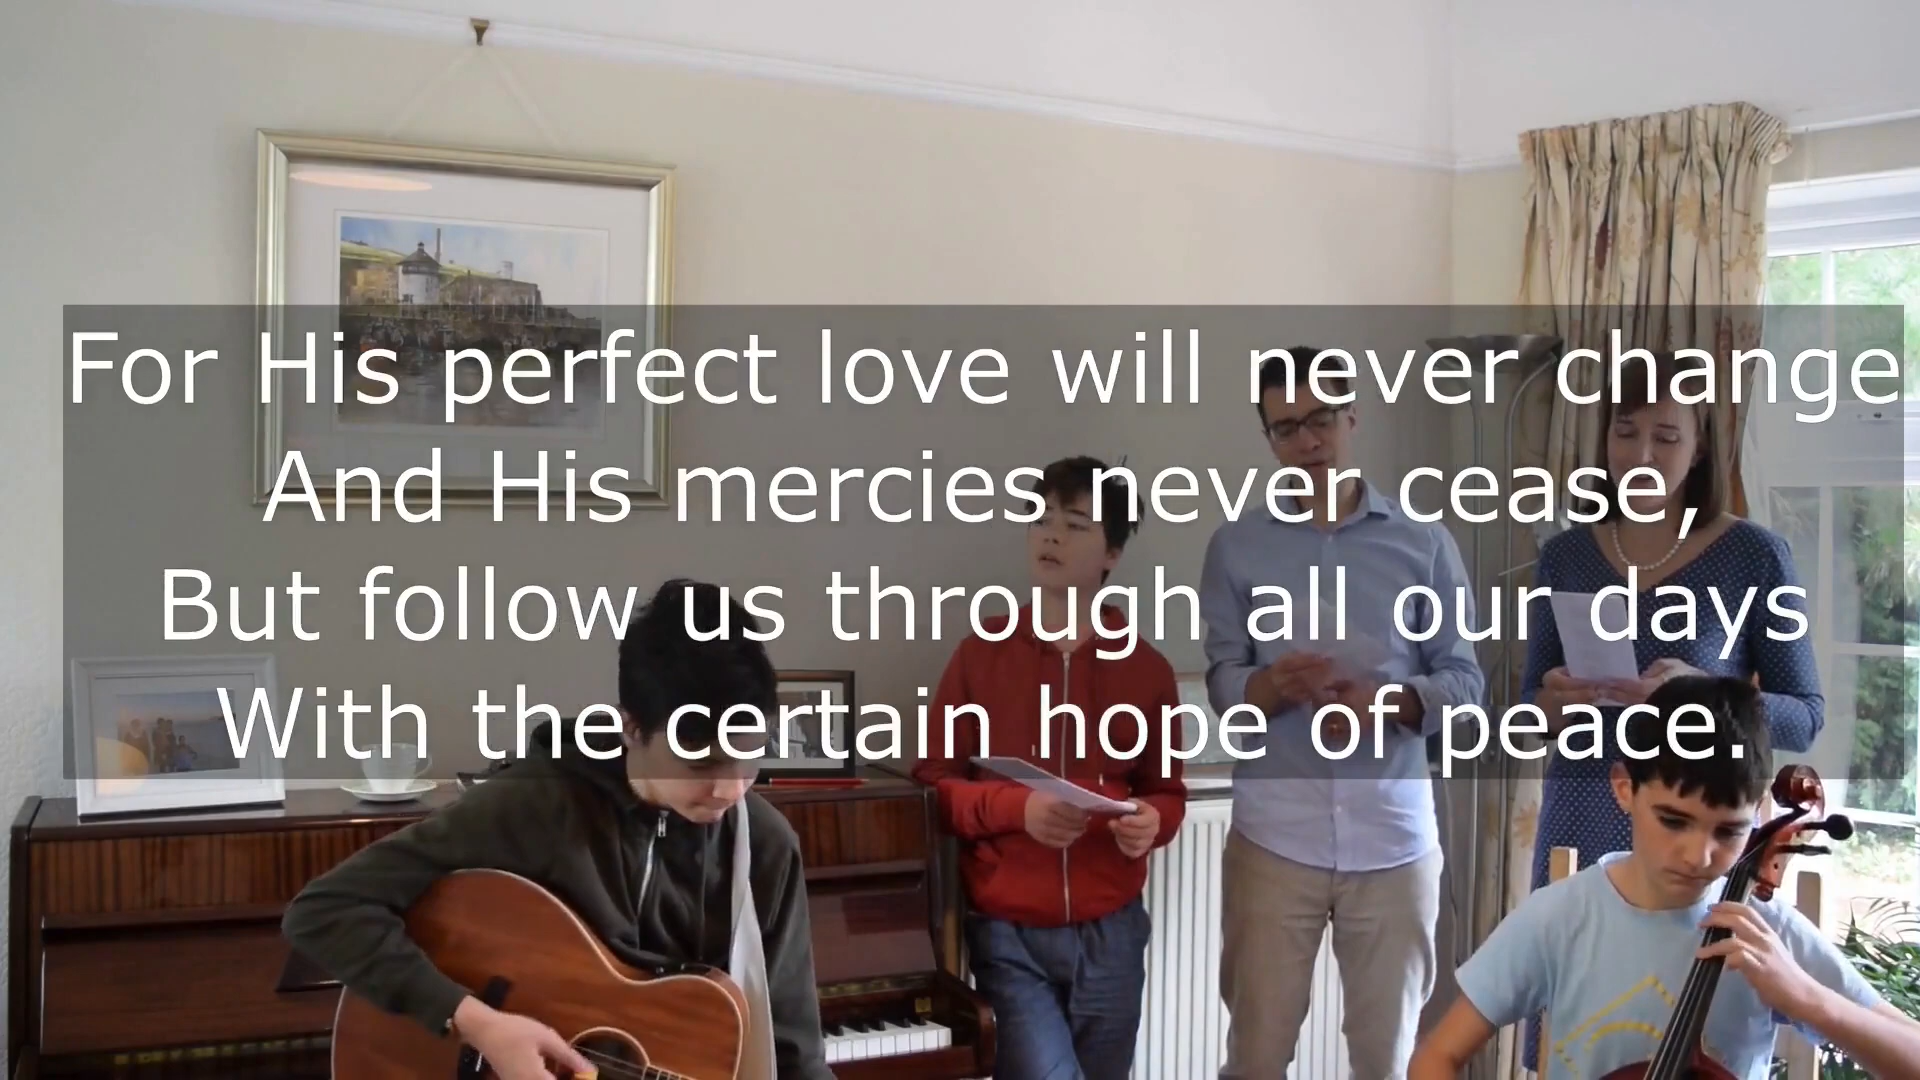 For His perfect love will never change
And His mercies never cease,
But follow us through all our days
With the certain hope of peace.